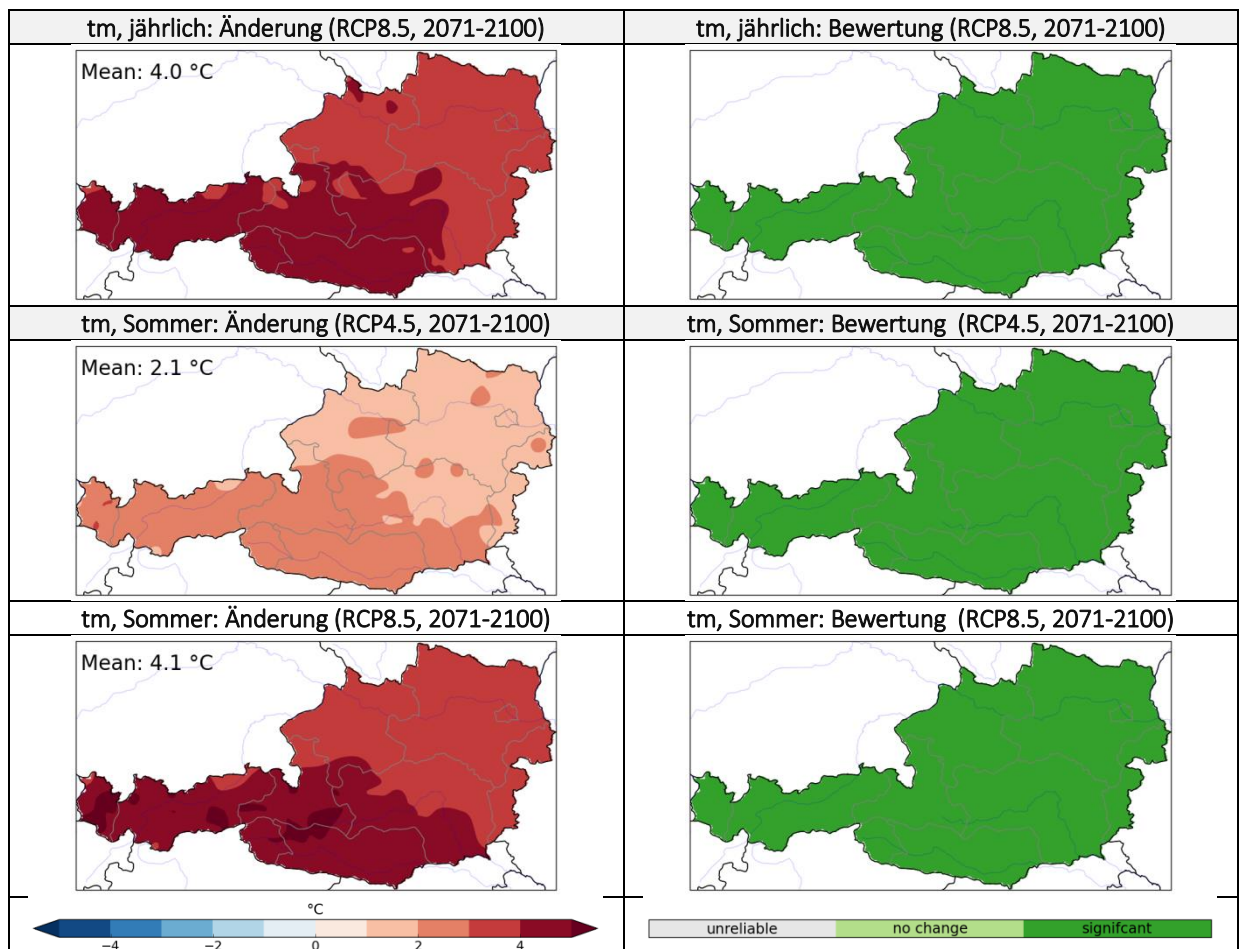 tm, jährlich: Änderung (RCP8.5, 2071-2100)
tm, jährlich: Bewertung (RCP8.5, 2071-2100)
Mean: 4.0 °C
tm, Sommer: Änderung (RCP4.5, 2071-2100)
tm, Sommer: Bewertung (RCP4.5, 2071-2100)
Mean: 2.1 °C
tm, Sommer: Änderung (RCP8.5, 2071-2100)
tm, Sommer: Bewertung (RCP8.5, 2071-2100)
Mean: 4.1 °C
°C
−4 −2 0 2 4
unreliable no change signifcant